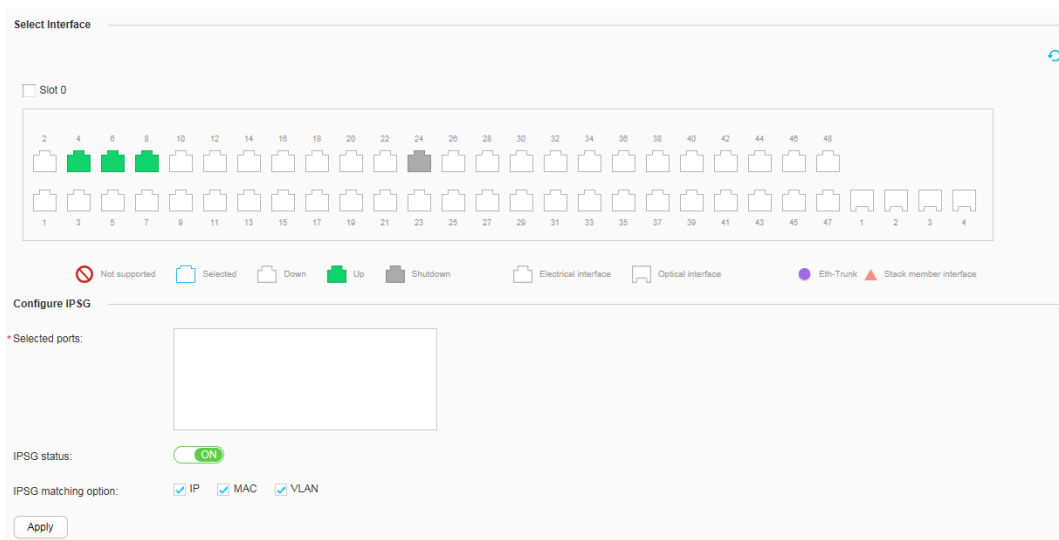 Select Interface
Slot 0
2 4 6 8 10 12 14 16 18 20 22 24 26 28 30 32 34 36 38 40 42 44 46 48
1 3 5 7 9 11 13 15 17 19 21 23 25 27 29 31 33 35 37 39 41 43 45 47 1 2 3 4
Not supported Selected Down Up Shutdown Electrical interface Optical interface Eth-Trunk Stack member interface
Configure IPSG
* Selected ports:
IPSG status: ON
IPSG matching option: IP MAC VLAN
Apply